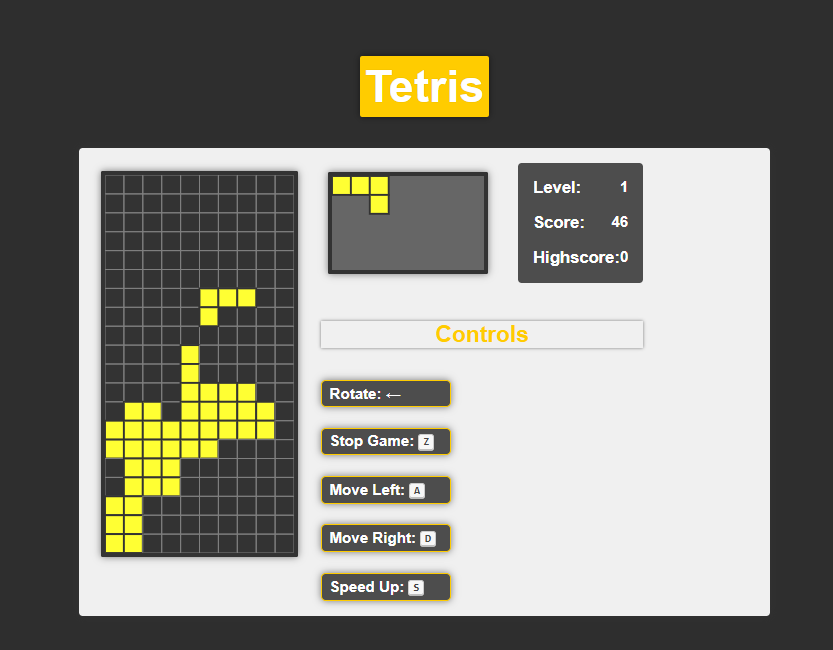 Tetris
Level: 1
Score: 46
Highscore:0
Controls
Rotate: ←
Stop Game: Z
Move Left: A
Move Right: D
Speed Up: S